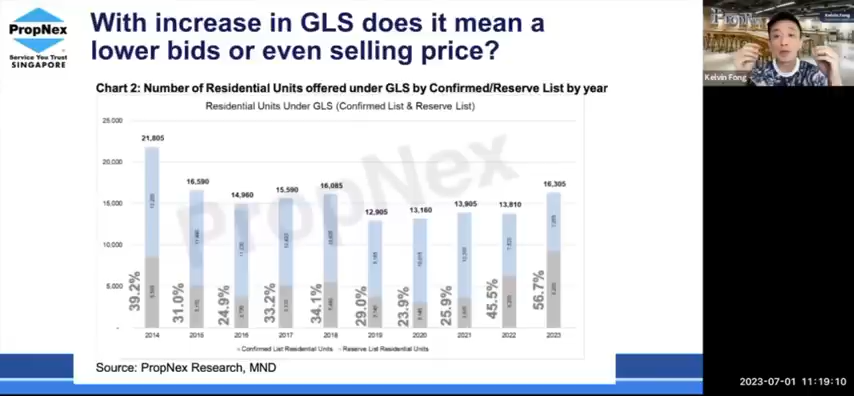 PropNex
Service You Trust
SINGAPORE
With increase in GLS does it mean a
lower bids or even selling price?
Kelvin Fong
Kelvin Fong
Chart 2: Number of Residential Units offered under GLS by Confirmed/Reserve List by year
Residential Units Under GLS (Confirmed List & Reserve List)
25,000
20,000
15,000
10,000
5,000
-
21,805
16,590
14,960
15,590
16,085
12,905
13,160
13,905
13,810
16,305
39.2%
31.0%
24.9%
33.2%
34.1%
29.0%
23.9%
25.9%
45.5%
56.7%
2014
2015
2016
2017
2018
2019
2020
2021
2022
2023
Confirmed List Residential Units
Reserve List Residential Units
PropNex
Source: PropNex Research, MND
2023-07-01 11:19:10